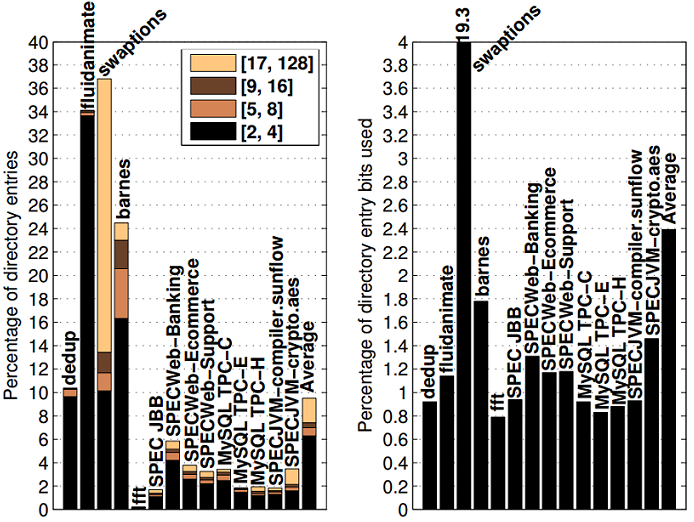 Percentage of directory entries
40
38
36
34
32
30
28
26
24
22
20
18
16
14
12
10
8
6
4
2
0
dedup
fluidanimate
swaptions
barnes
fft
SPEC JBB
SPECWeb-Banking
SPECWeb-Ecommerce
SPECWeb-Support
MySQL TPC-C
MySQL TPC-E
MySQL TPC-H
SPECJVM-compiler.sunflow
SPECJVM-crypto.aes
Average
[17, 128]
[9, 16]
[5, 8]
[2, 4]
Percentage of directory entry bits used
4
3.8
3.6
3.4
3.2
3
2.8
2.6
2.4
2.2
2
1.8
1.6
1.4
1.2
1
0.8
0.6
0.4
0.2
0
dedup
fluidanimate
19.3
swaptions
barnes
fft
SPEC JBB
SPECWeb-Banking
SPECWeb-Ecommerce
SPECWeb-Support
MySQL TPC-C
MySQL TPC-E
MySQL TPC-H
SPECJVM-compiler.sunflow
SPECJVM-crypto.aes
Average